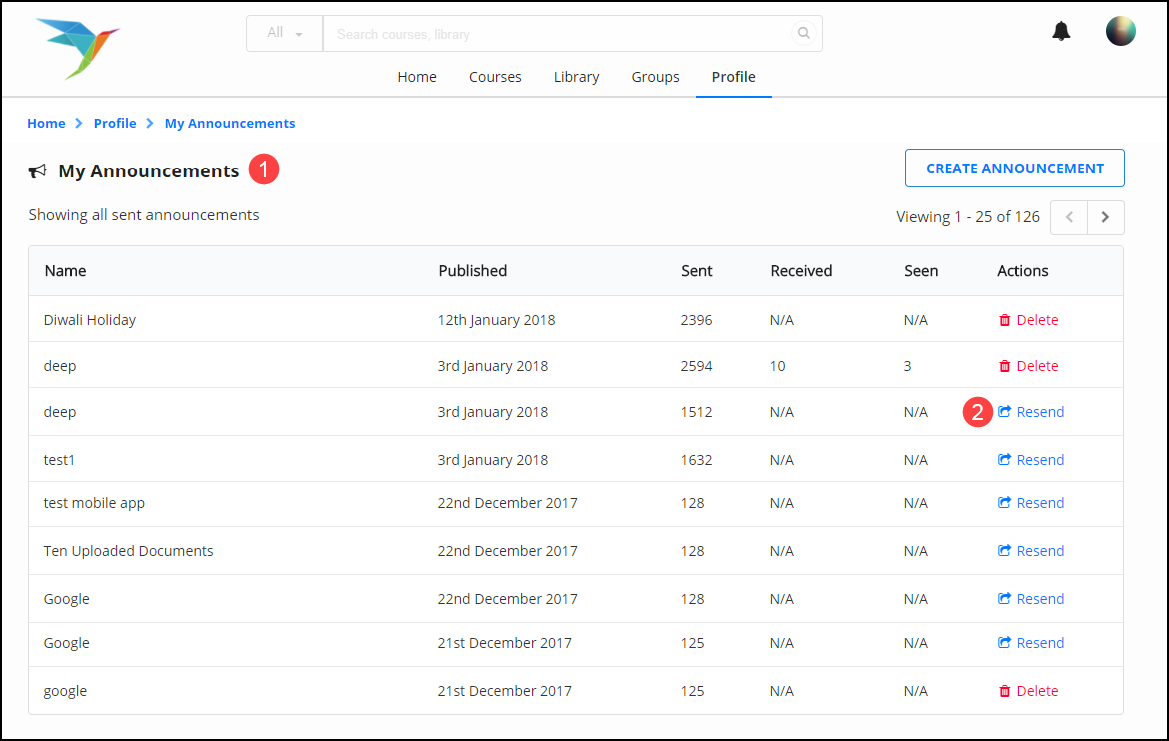 All
Search courses, library
Home Courses Library Groups Profile
Home Profile My Announcements
My Announcements 1 CREATE ANNOUNCEMENT
Showing all sent announcements Viewing 1 - 25 of 126
Name Published Sent Received Seen Actions
Diwali Holiday 12th January 2018 2396 N/A N/A Delete
deep 3rd January 2018 2594 10 3 Delete
deep 3rd January 2018 1512 N/A N/A 2 Resend
test1 3rd January 2018 1632 N/A N/A Resend
test mobile app 22nd December 2017 128 N/A N/A Resend
Ten Uploaded Documents 22nd December 2017 128 N/A N/A Resend
Google 22nd December 2017 128 N/A N/A Resend
Google 21st December 2017 125 N/A N/A Resend
google 21st December 2017 125 N/A N/A Delete